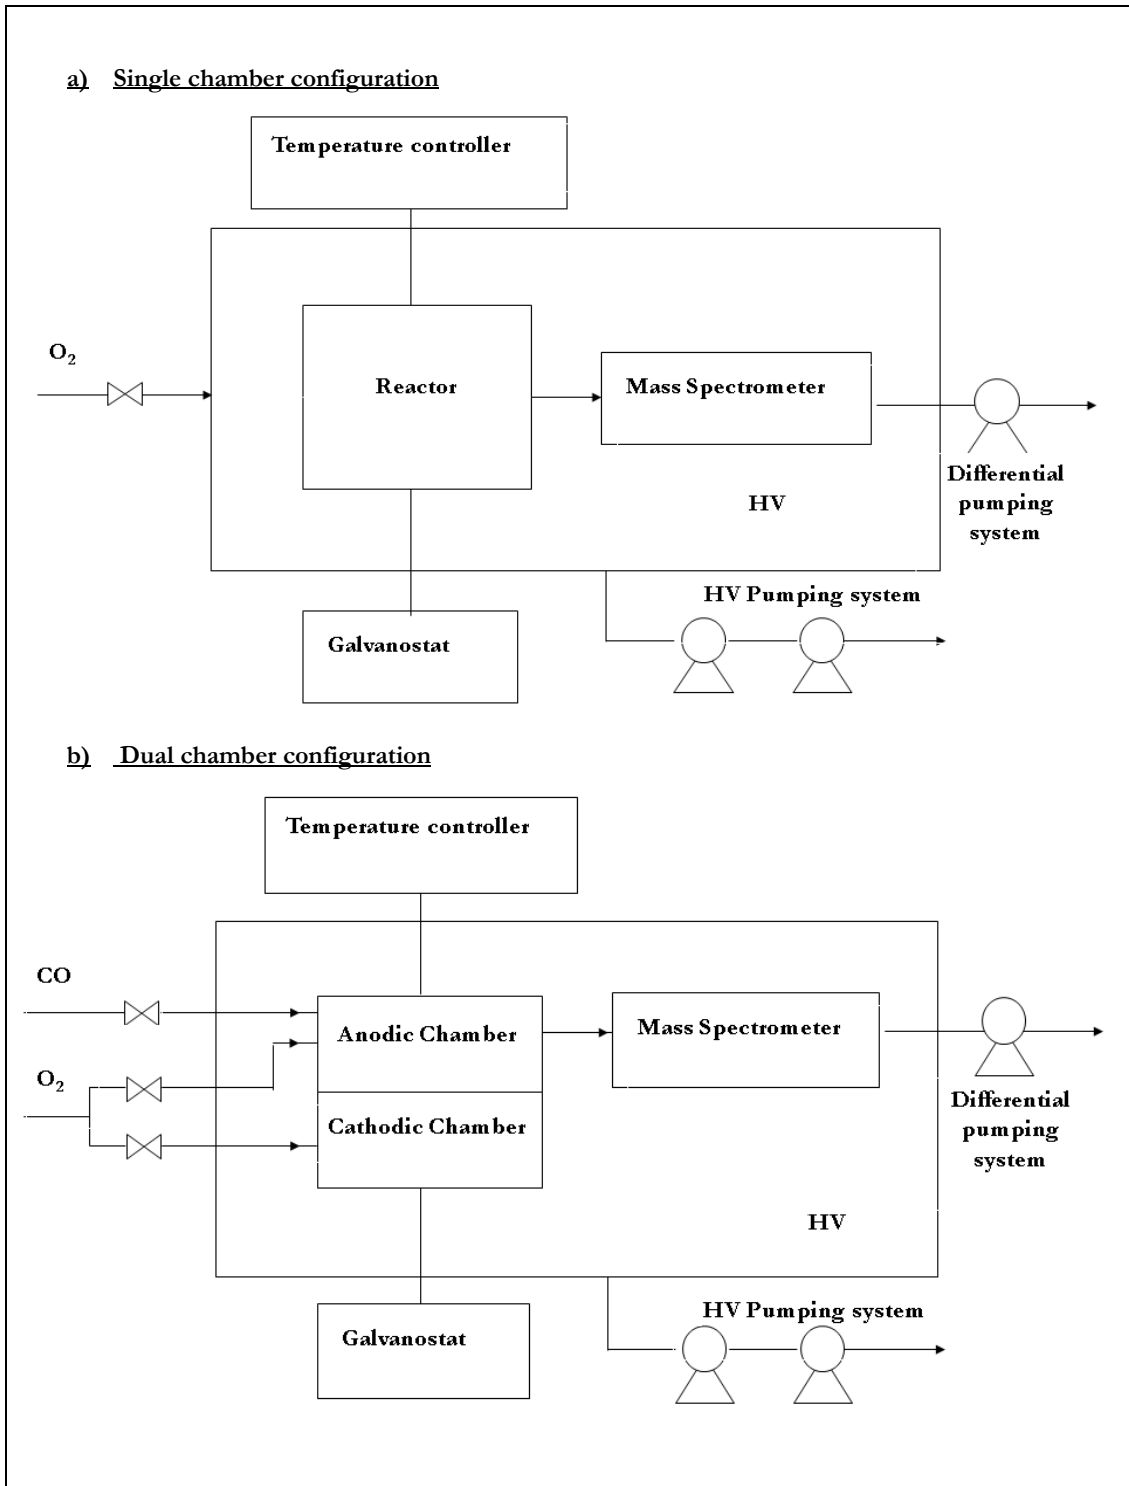 a) Single chamber configuration
Temperature controller
O₂
Reactor
Mass Spectrometer
Differential
pumping
system
HV
HV Pumping system
Galvanostat
b) Dual chamber configuration
Temperature controller
CO
Anodic Chamber
Mass Spectrometer
O₂
Cathodic Chamber
Differential
pumping
system
HV
HV Pumping system
Galvanostat